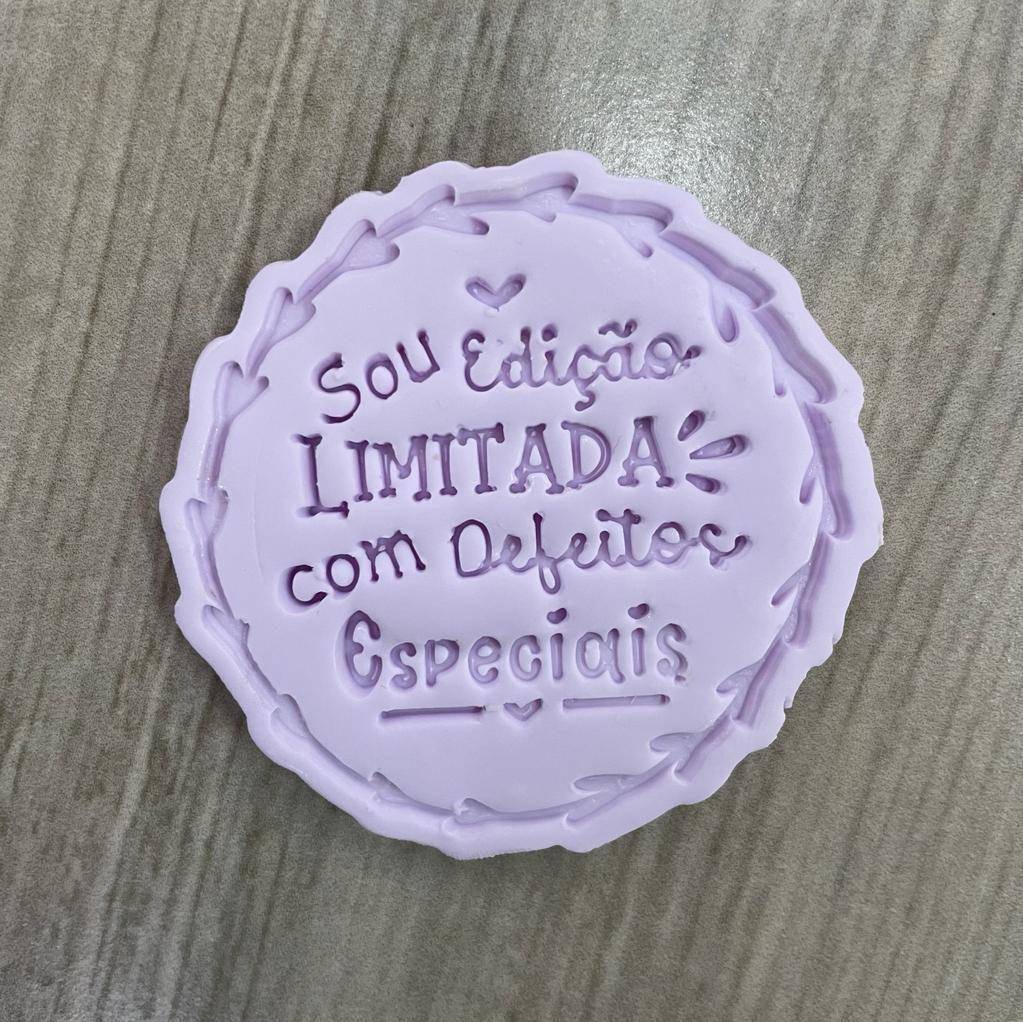 Sou Edição
LIMITADA
com Defeitos
Especiais